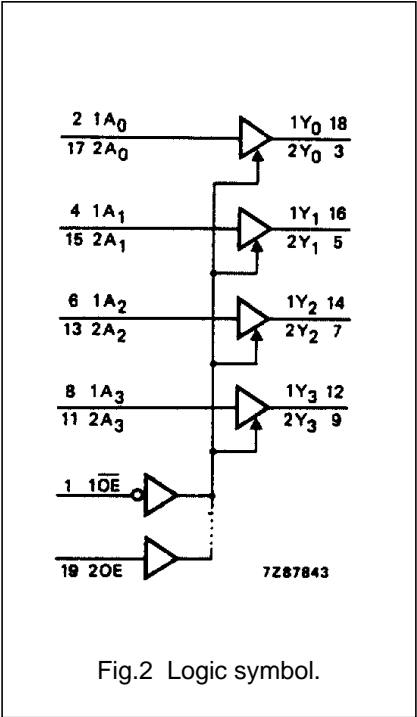 2 1A0 1Y0 18
17 2A0 2Y0 3
4 1A1 1Y1 16
15 2A1 2Y1 5
6 1A2 1Y2 14
13 2A2 2Y2 7
8 1A3 1Y3 12
11 2A3 2Y3 9
1 1O̅E̅
19 2OE 7Z87843
Fig.2 Logic symbol.